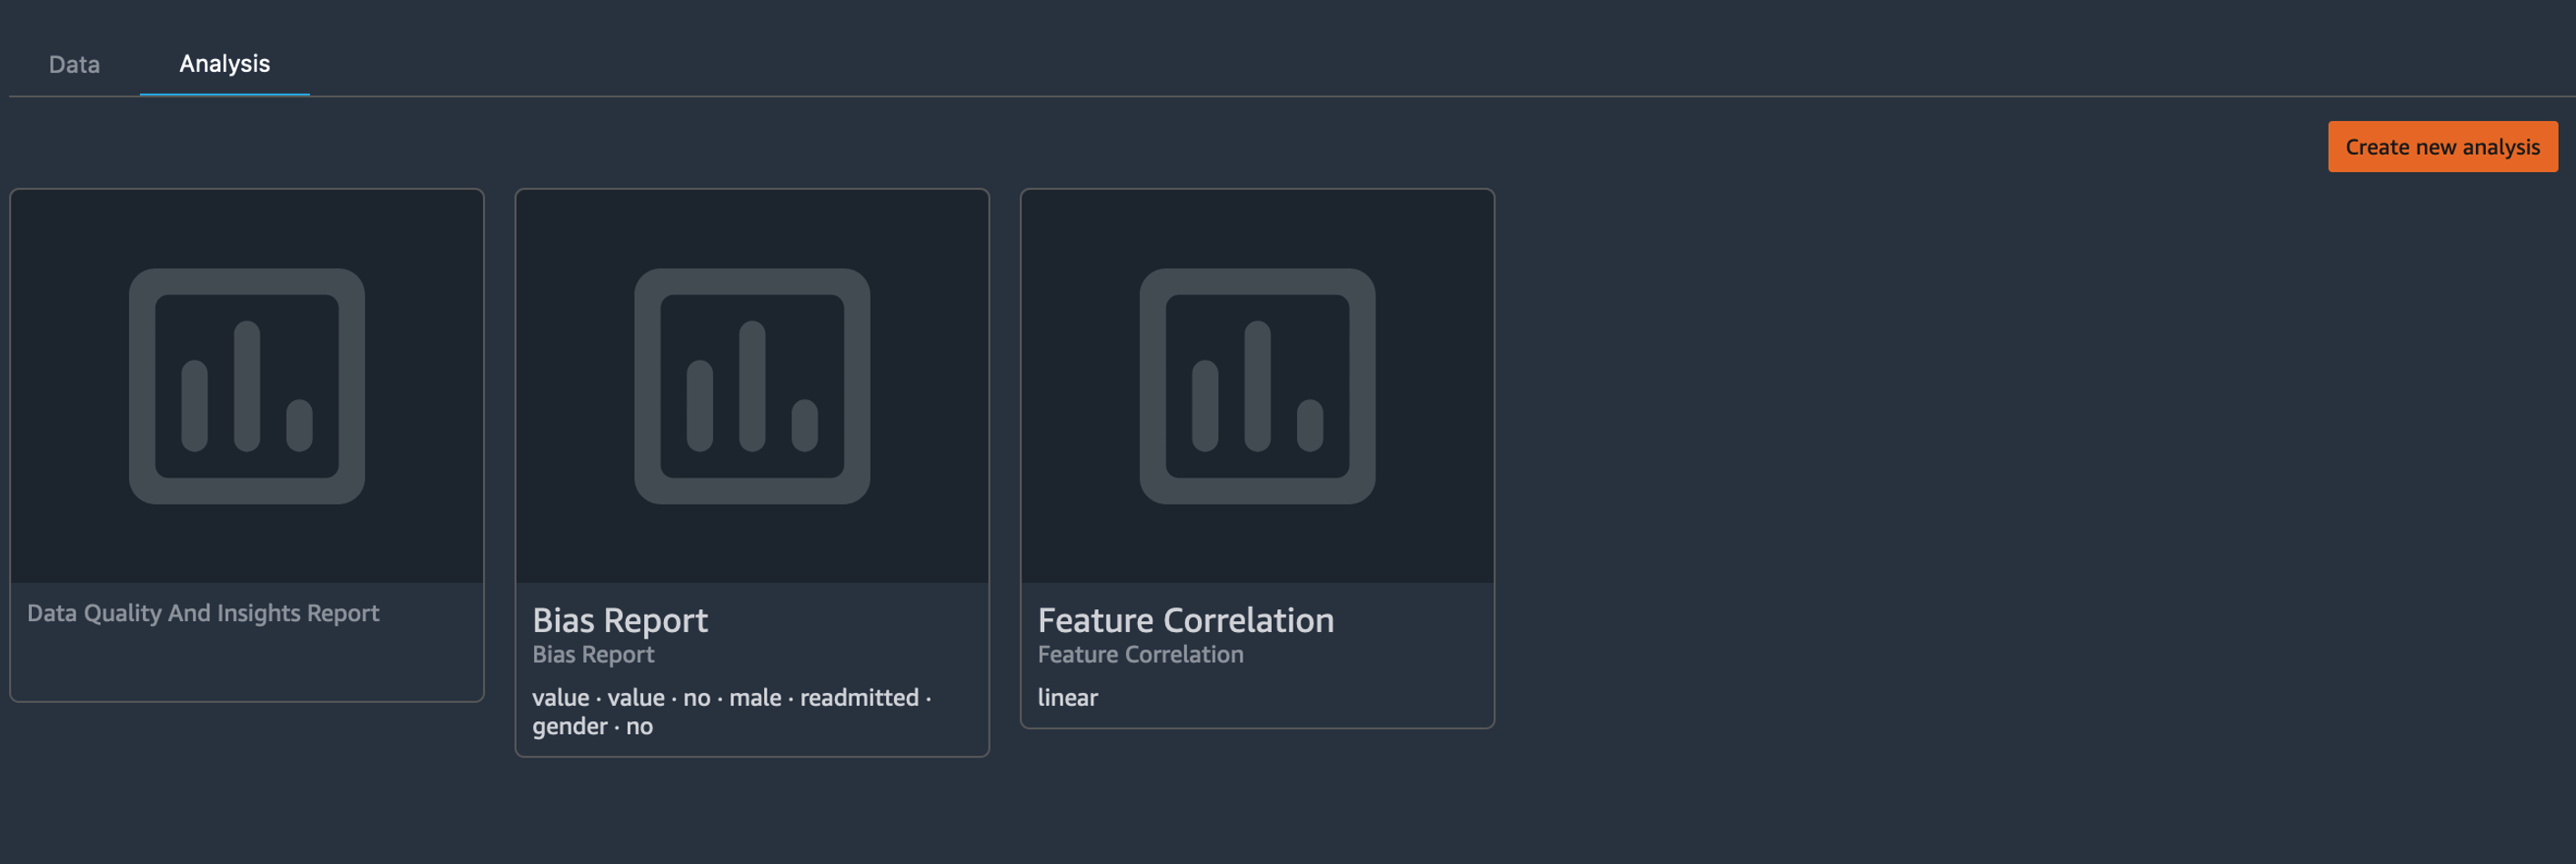 Data
Analysis
Create new analysis
Data Quality And Insights Report
Bias Report
Bias Report
value · value · no · male · readmitted ·
gender · no
Feature Correlation
Feature Correlation
linear